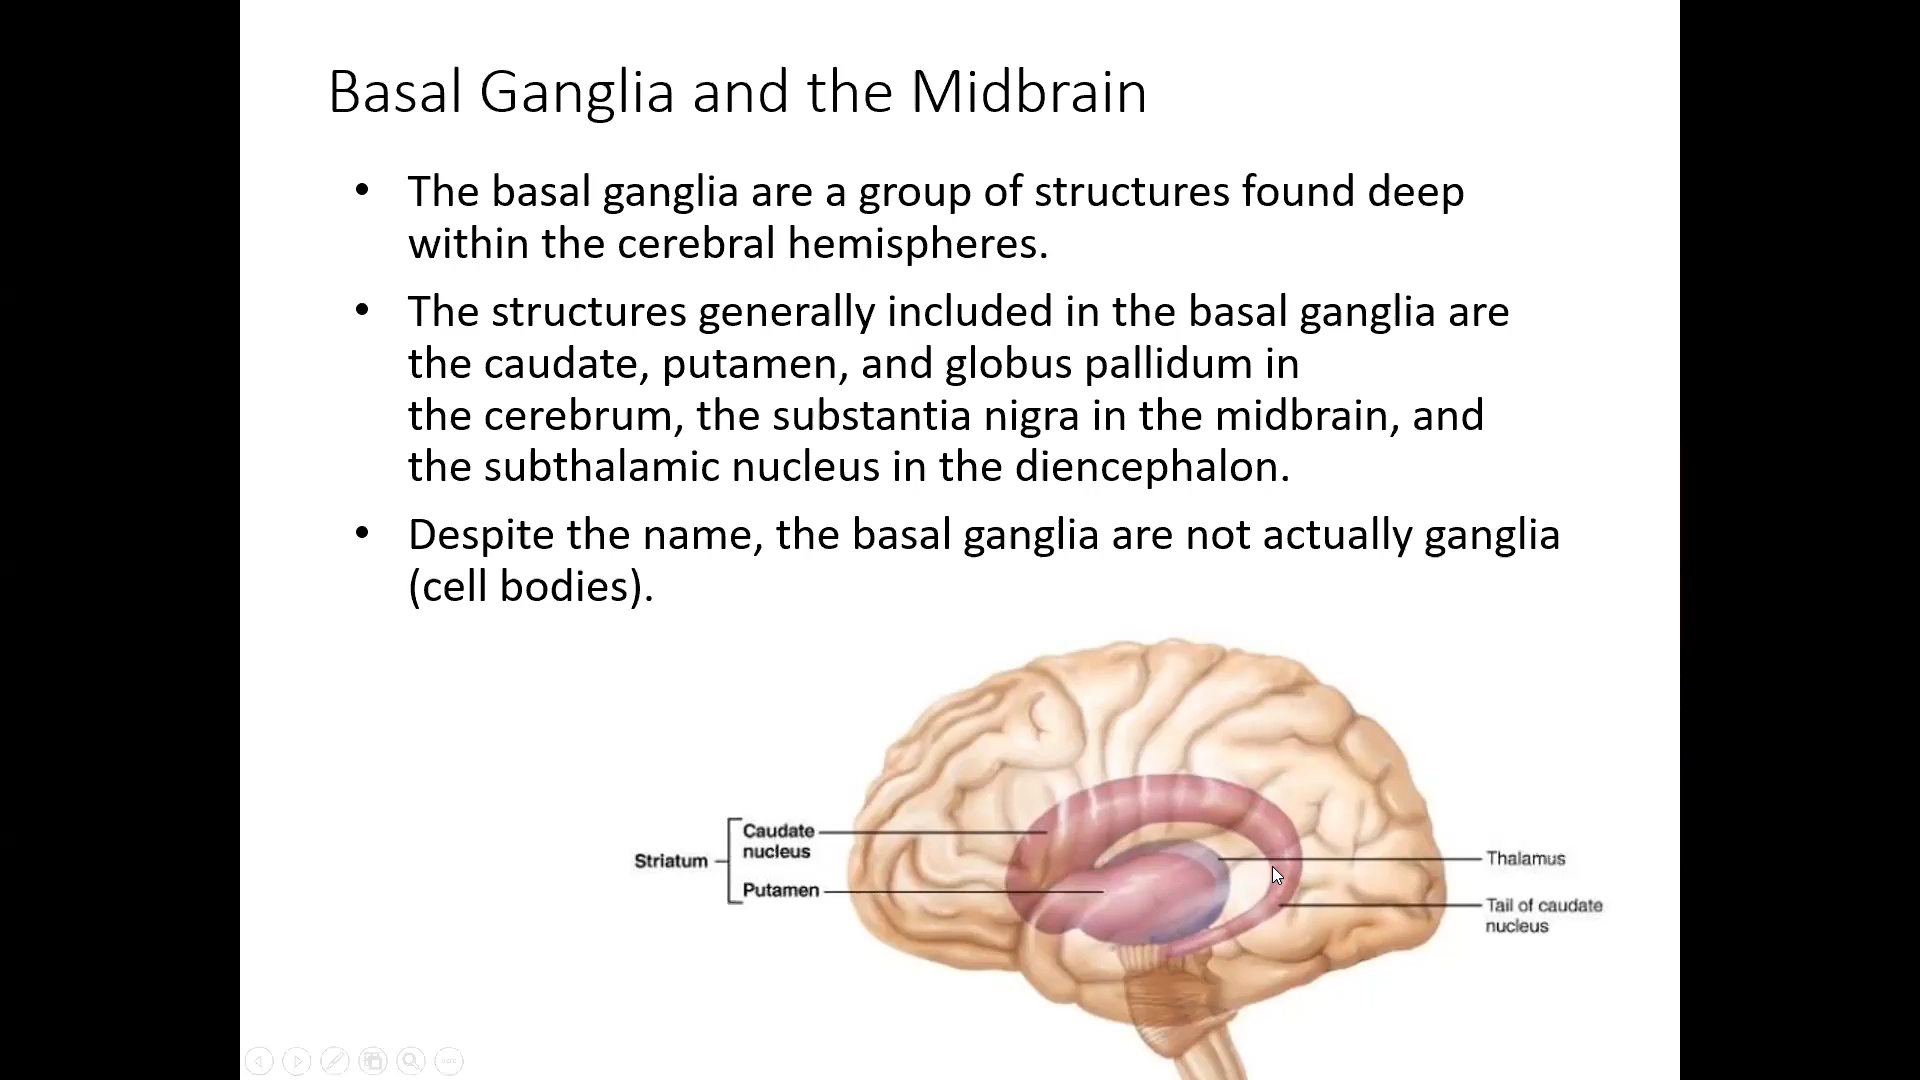 Basal Ganglia and the Midbrain
• The basal ganglia are a group of structures found deep
within the cerebral hemispheres.
• The structures generally included in the basal ganglia are
the caudate, putamen, and globus pallidum in
the cerebrum, the substantia nigra in the midbrain, and
the subthalamic nucleus in the diencephalon.
• Despite the name, the basal ganglia are not actually ganglia
(cell bodies).
Caudate
nucleus
Striatum
Putamen
Thalamus
Tail of caudate
nucleus